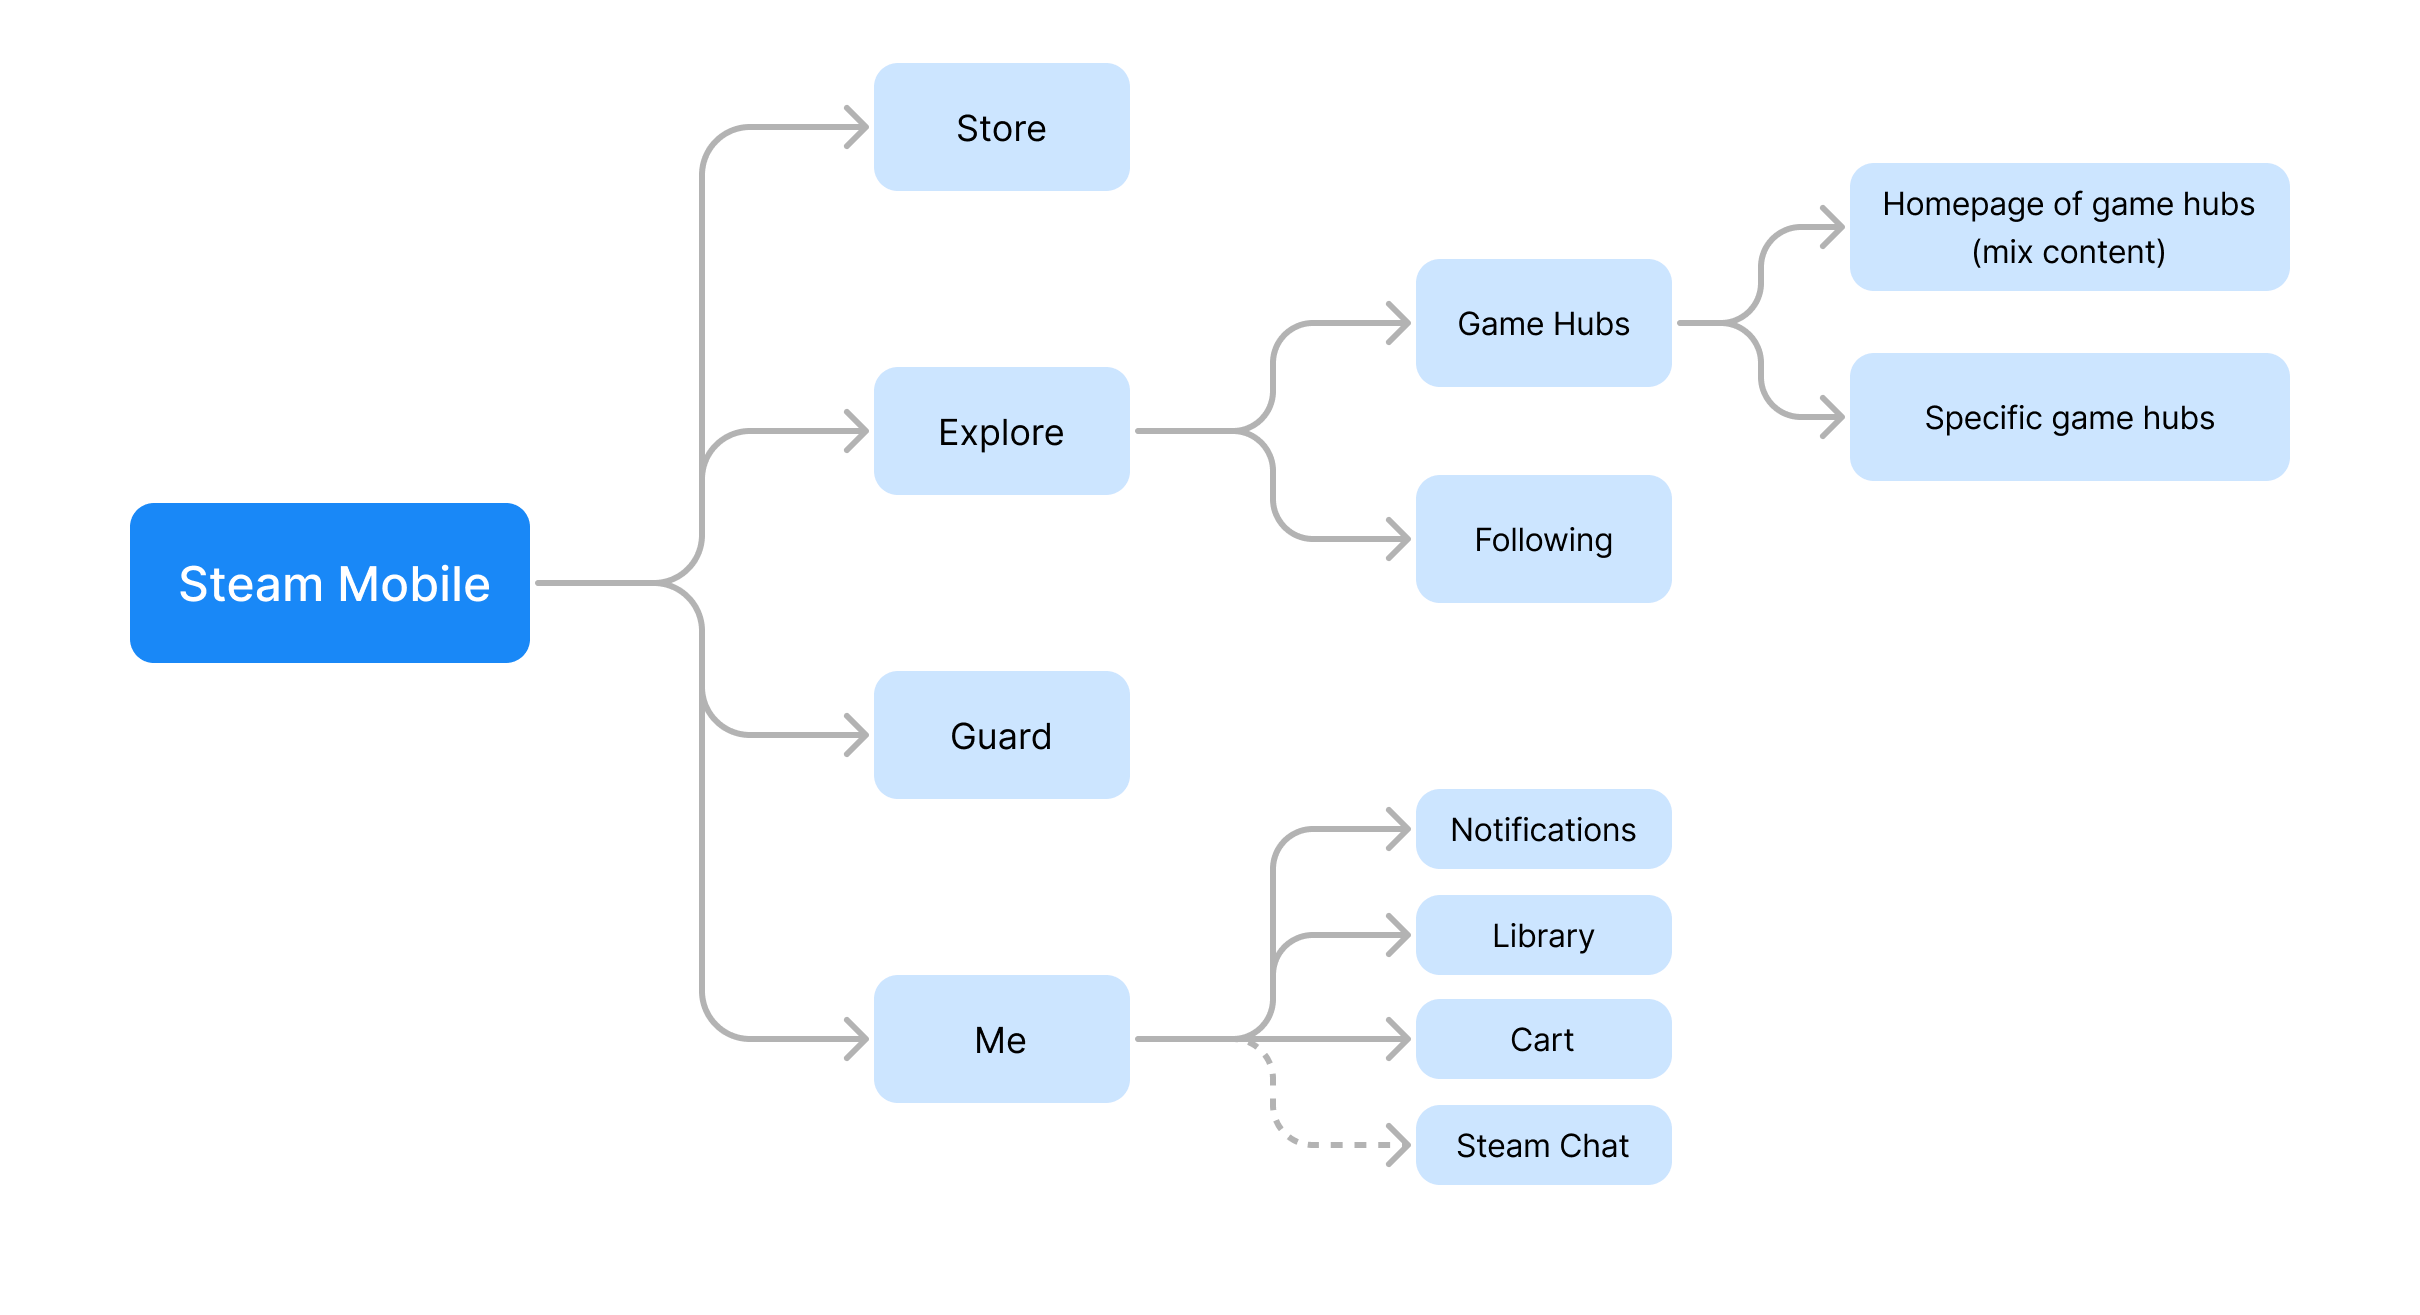 Steam Mobile
Store
Explore
Guard
Me
Game Hubs
Following
Homepage of game hubs
(mix content)
Specific game hubs
Notifications
Library
Cart
Steam Chat